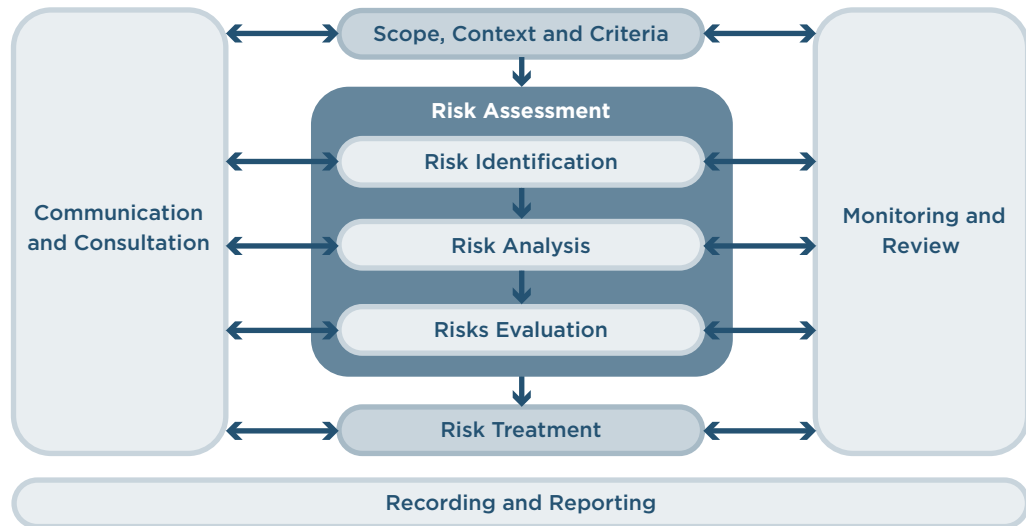 Scope, Context and Criteria
Risk Assessment
Risk Identification
Communication
and Consultation
Risk Analysis
Monitoring and
Review
Risks Evaluation
Risk Treatment
Recording and Reporting